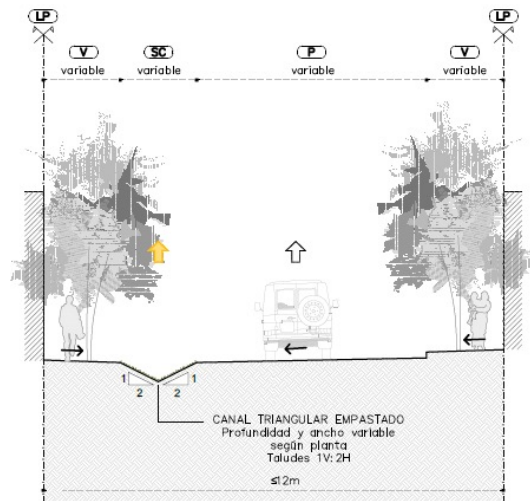 LP LP
V SC P V
variable variable variable variable
1 1
2 2
CANAL TRIANGULAR EMPASTADO
Profundidad y ancho variable
según planta
Taludes 1V:2H
≤12m